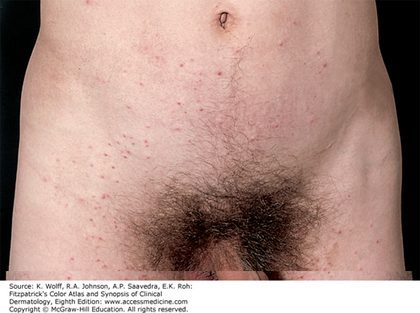 Source: K. Wolff, R.A. Johnson, A.P. Saavedra, E.K. Roh:
Fitzpatrick's Color Atlas and Synopsis of Clinical
Dermatology, Eighth Edition: www.accessmedicine.com
Copyright © McGraw-Hill Education. All rights reserved.